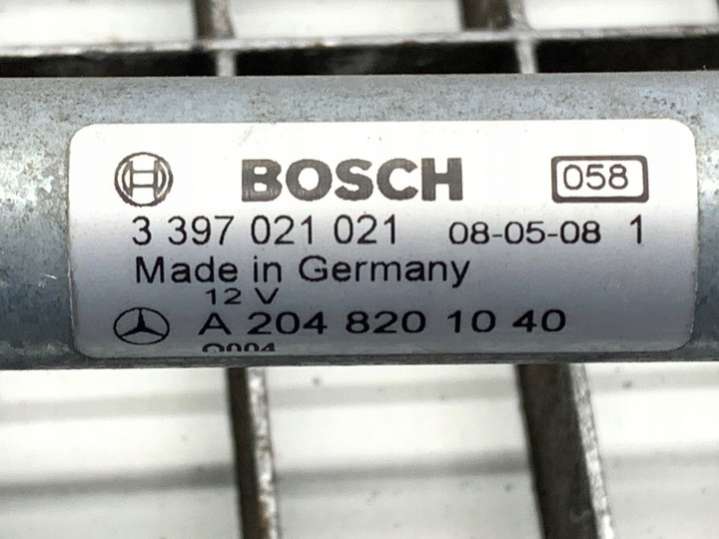 BOSCH 058
3 397 021 021 08-05-08 1
Made in Germany
12 V
A 204 820 10 40